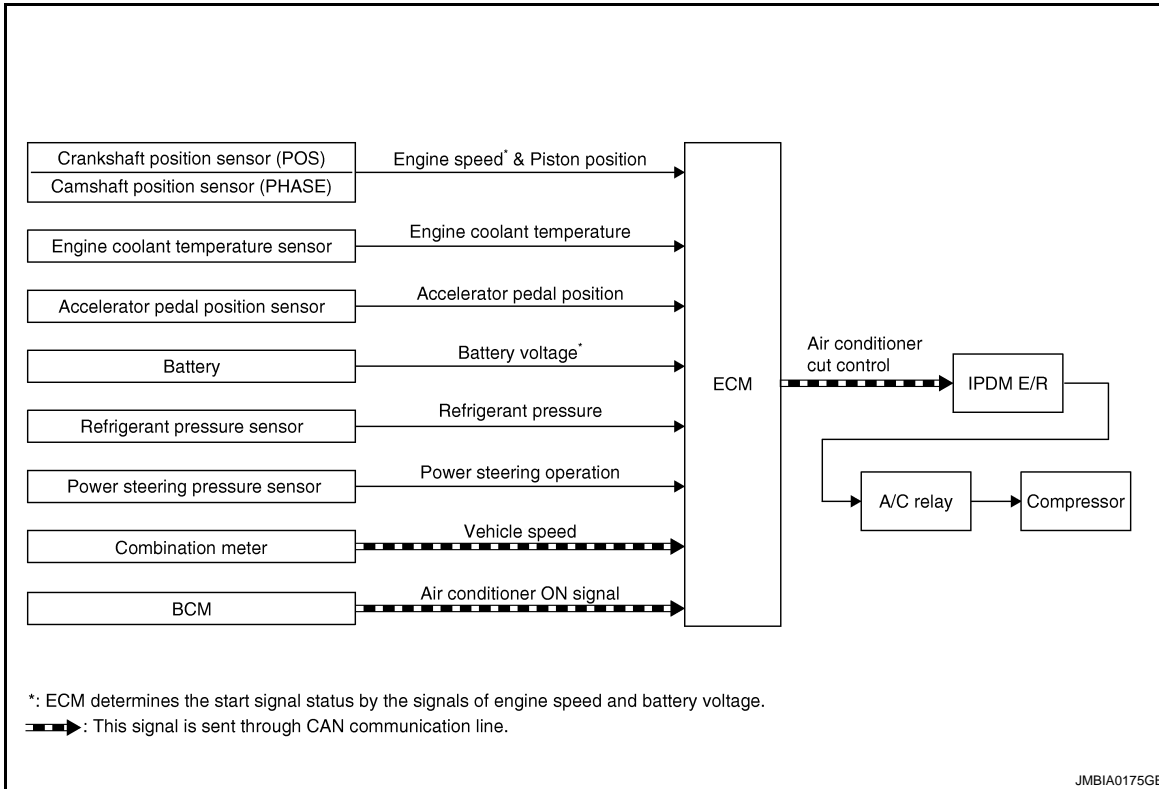 Crankshaft position sensor (POS)
Camshaft position sensor (PHASE)
Engine speed* & Piston position
Engine coolant temperature sensor
Engine coolant temperature
Accelerator pedal position sensor
Accelerator pedal position
Battery
Battery voltage*
Refrigerant pressure sensor
Refrigerant pressure
Power steering pressure sensor
Power steering operation
Combination meter
Vehicle speed
BCM
Air conditioner ON signal
ECM
Air conditioner
cut control
IPDM E/R
A/C relay
Compressor
*: ECM determines the start signal status by the signals of engine speed and battery voltage.
: This signal is sent through CAN communication line.
JMBIA0175GB